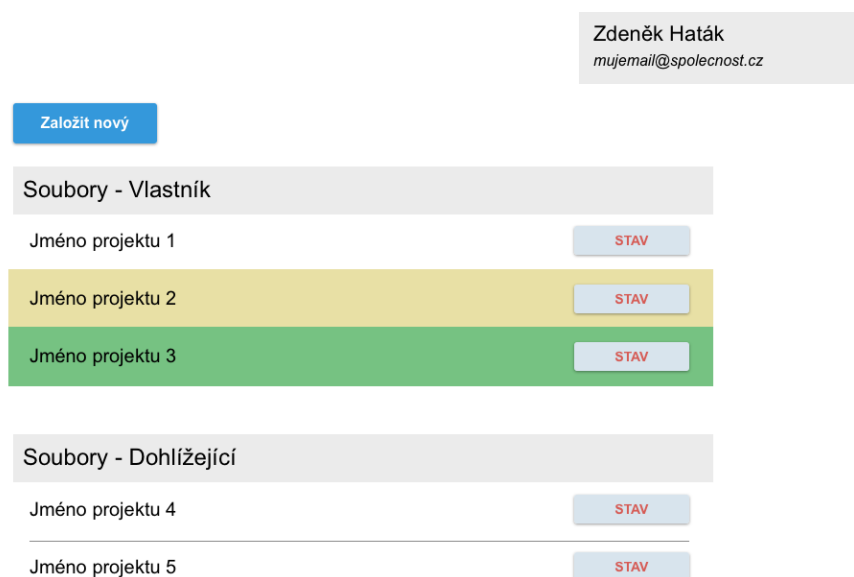 Zdeněk Haták
mujemail@spolecnost.cz
Založit nový
Soubory - Vlastník
Jméno projektu 1 STAV
Jméno projektu 2 STAV
Jméno projektu 3 STAV
Soubory - Dohlížející
Jméno projektu 4 STAV
Jméno projektu 5 STAV